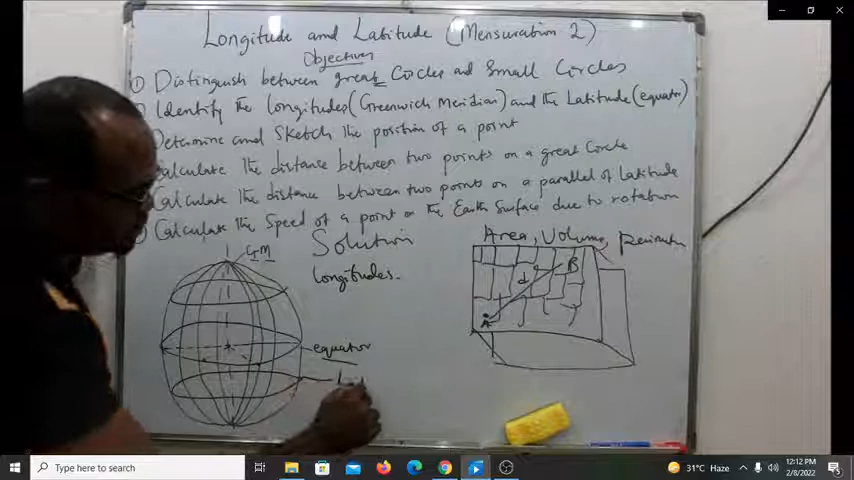 Longitude and Latitude (Mensuration 2)
Objectives
① Distinguish between great Circles and Small Circles
Identify the Longitudes (Greenwich Meridian) and the Latitude (equator)
Determine and Sketch the position of a point
Calculate the distance between two points on a great Circle
Calculate the distance between two points on a parallel of Latitude
Calculate the Speed of a point on the Earth Surface due to rotation
GM
Solution
Area, Volume, Perimeter
longitudes.
B
d
A
equator
Type here to search
31°C Haze
12:12 PM
2/8/2022
5